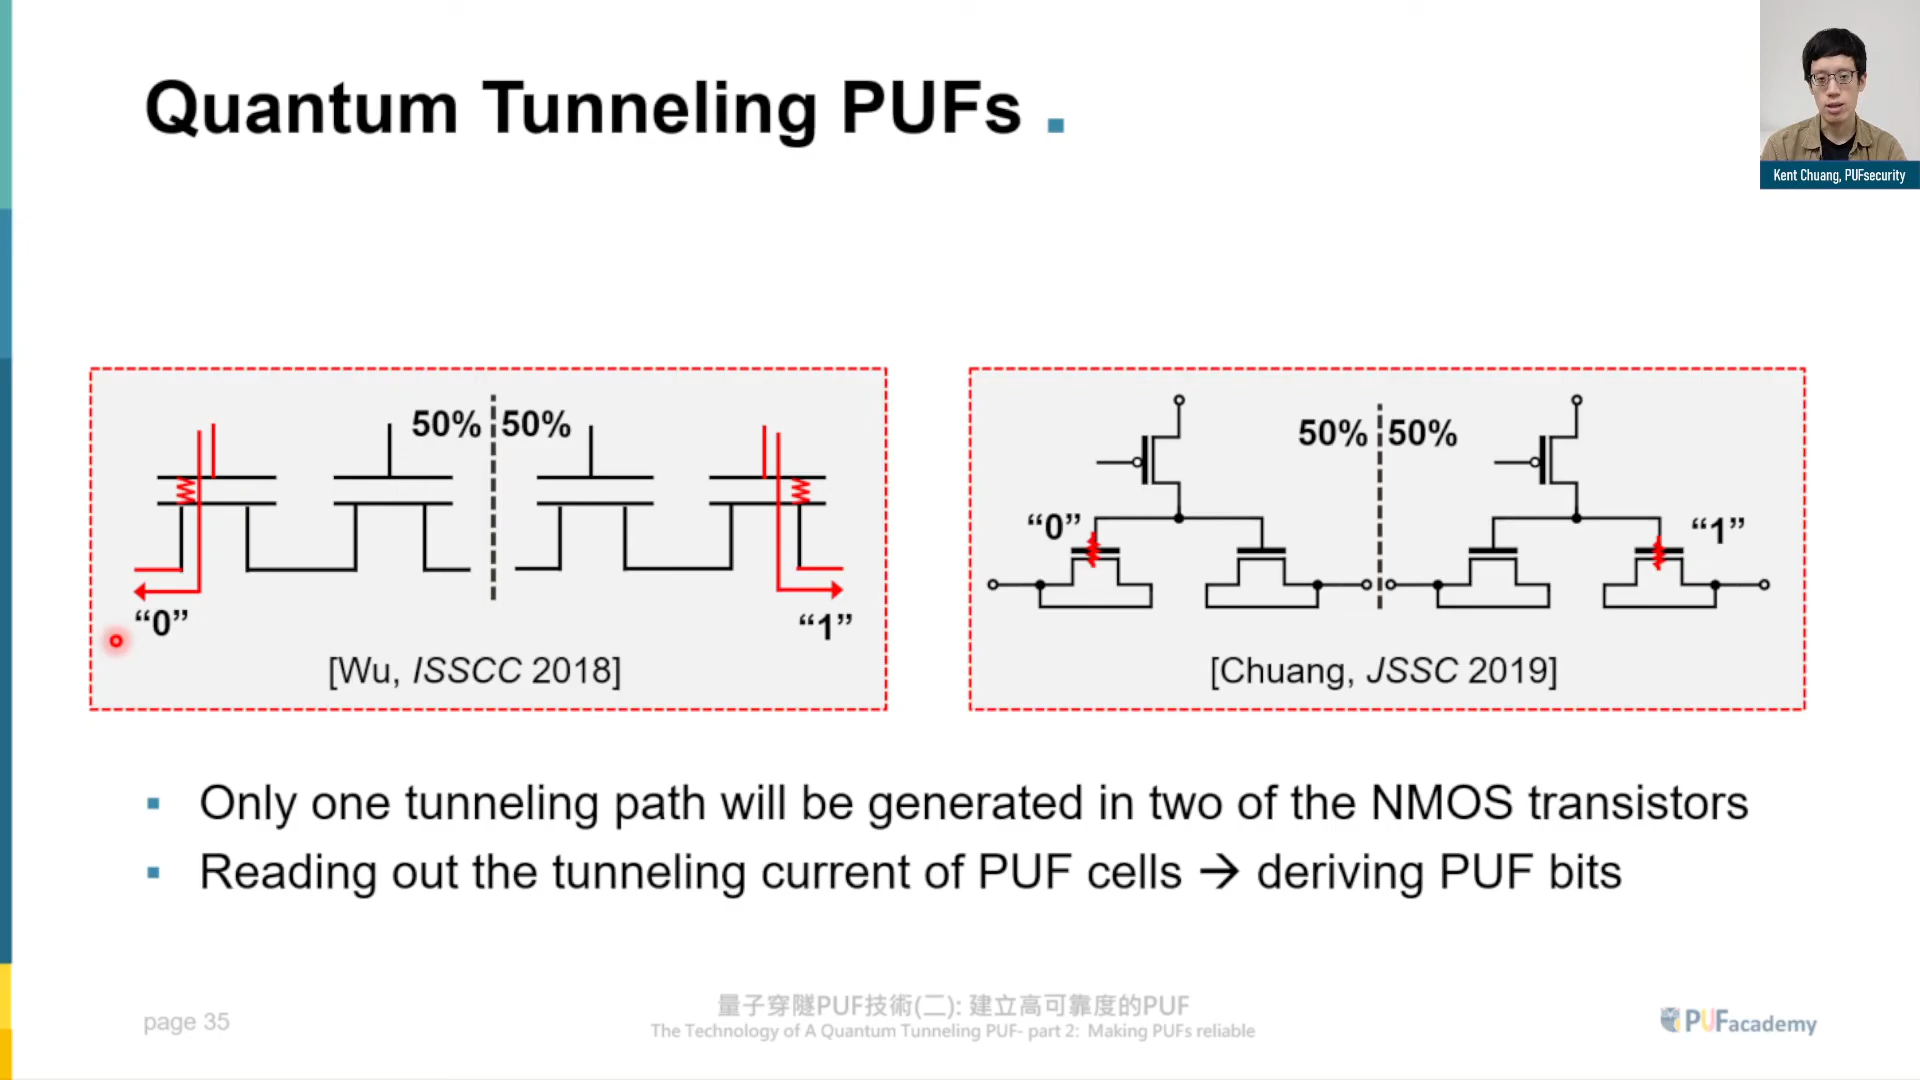 Quantum Tunneling PUFs .
Kent Chuang, PUFsecurity
50% 50%
"0"
"1"
[Wu, ISSCC 2018]
50% 50%
"0"
"1"
[Chuang, JSSC 2019]
▪ Only one tunneling path will be generated in two of the NMOS transistors
▪ Reading out the tunneling current of PUF cells → deriving PUF bits
page 35
量子穿隧PUF技術(二): 建立高可靠度的PUF
The Technology of A Quantum Tunneling PUF- part 2: Making PUFs reliable
PUFacademy